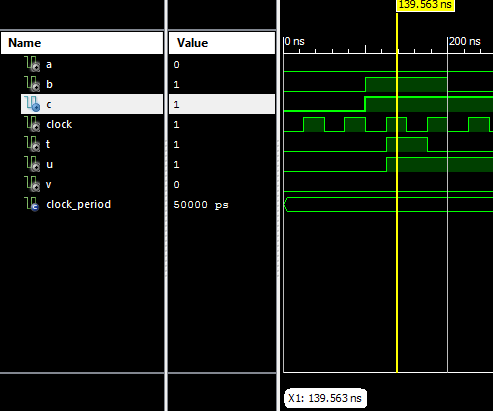 139.563 ns
Name Value
0 ns 200 ns
a 0
b 1
c 1
clock 1
t 1
u 1
v 0
clock_period 50000 ps
X1: 139.563 ns